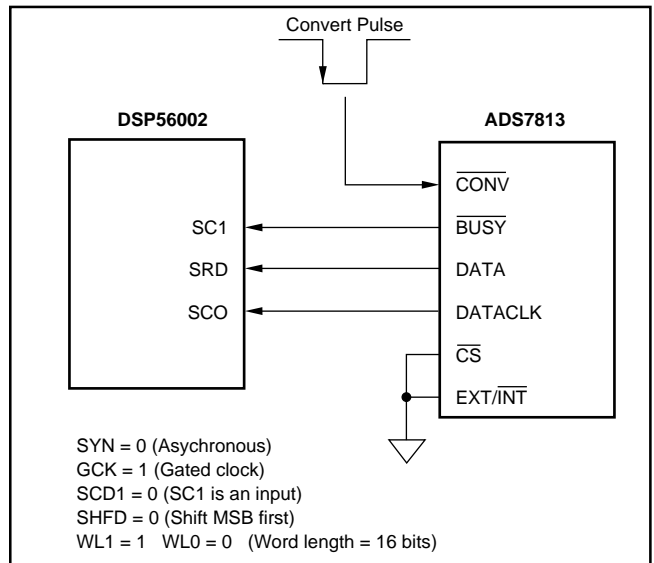 Convert Pulse
DSP56002
ADS7813
CONV
SC1
BUSY
SRD
DATA
SCO
DATACLK
CS
EXT/INT
SYN = 0 (Asychronous)
GCK = 1 (Gated clock)
SCD1 = 0 (SC1 is an input)
SHFD = 0 (Shift MSB first)
WL1 = 1 WL0 = 0 (Word length = 16 bits)